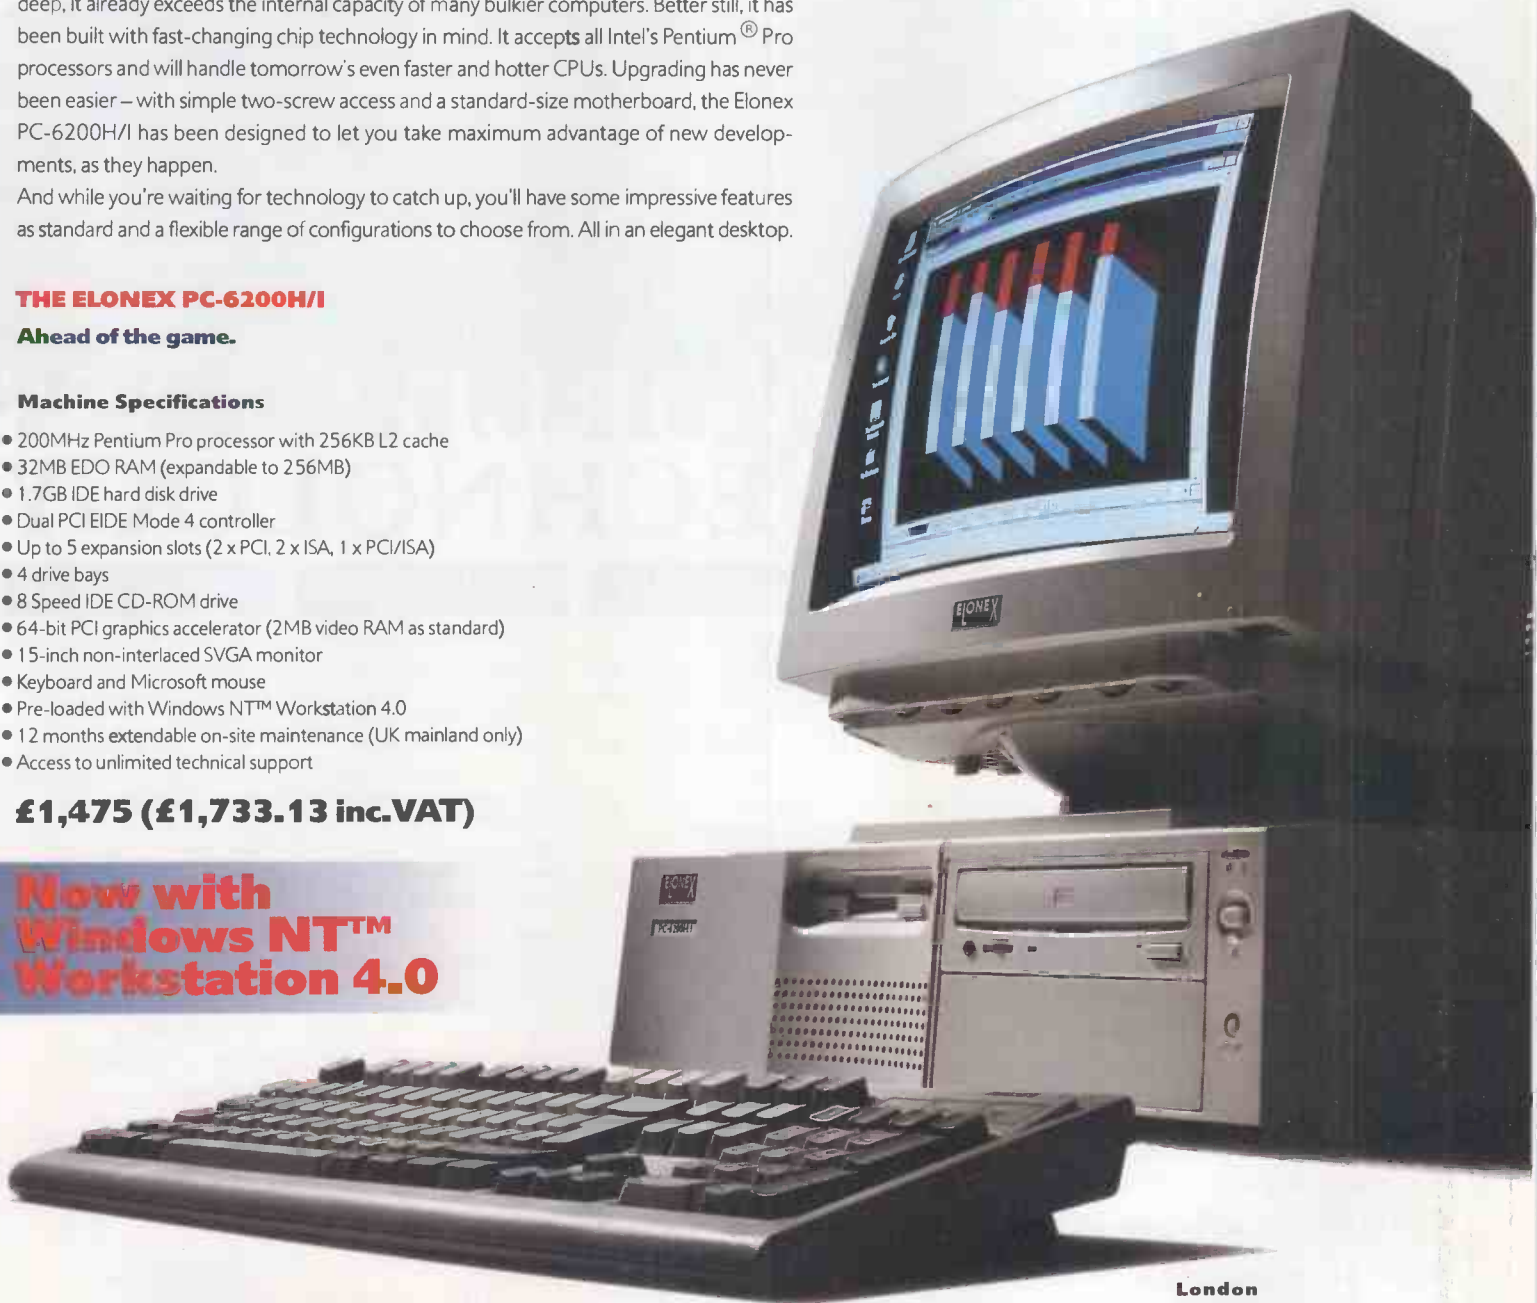 deep, it already exceeds the internal capacity of many bulkier computers. Better still, it has
been built with fast-changing chip technology in mind. It accepts all Intel's Pentium ® Pro
processors and will handle tomorrow's even faster and hotter CPUs. Upgrading has never
been easier – with simple two-screw access and a standard-size motherboard, the Elonex
PC-6200H/I has been designed to let you take maximum advantage of new develop-
ments, as they happen.
And while you're waiting for technology to catch up, you'll have some impressive features
as standard and a flexible range of configurations to choose from. All in an elegant desktop.
THE ELONEX PC-6200H/I
Ahead of the game.
Machine Specifications
• 200MHz Pentium Pro processor with 256KB L2 cache
• 32MB EDO RAM (expandable to 256MB)
• 1.7GB IDE hard disk drive
• Dual PCI EIDE Mode 4 controller
• Up to 5 expansion slots (2 x PCI, 2 x ISA, 1 x PCI/ISA)
• 4 drive bays
• 8 Speed IDE CD-ROM drive
• 64-bit PCI graphics accelerator (2MB video RAM as standard)
• 15-inch non-interlaced SVGA monitor
• Keyboard and Microsoft mouse
• Pre-loaded with Windows NT™ Workstation 4.0
• 12 months extendable on-site maintenance (UK mainland only)
• Access to unlimited technical support
£1,475 (£1,733.13 inc.VAT)
Now with
Windows NT™
Workstation 4.0
ELONEX
ELONEX
PC-6200H/I
London